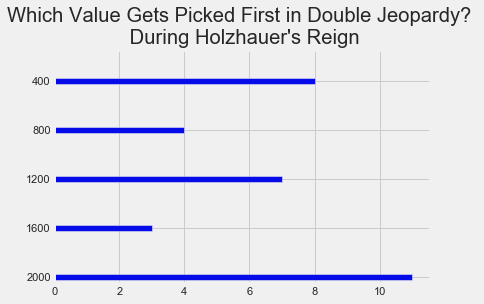 Which Value Gets Picked First in Double Jeopardy?
During Holzhauer's Reign
400
800
1200
1600
2000
0 2 4 6 8 10